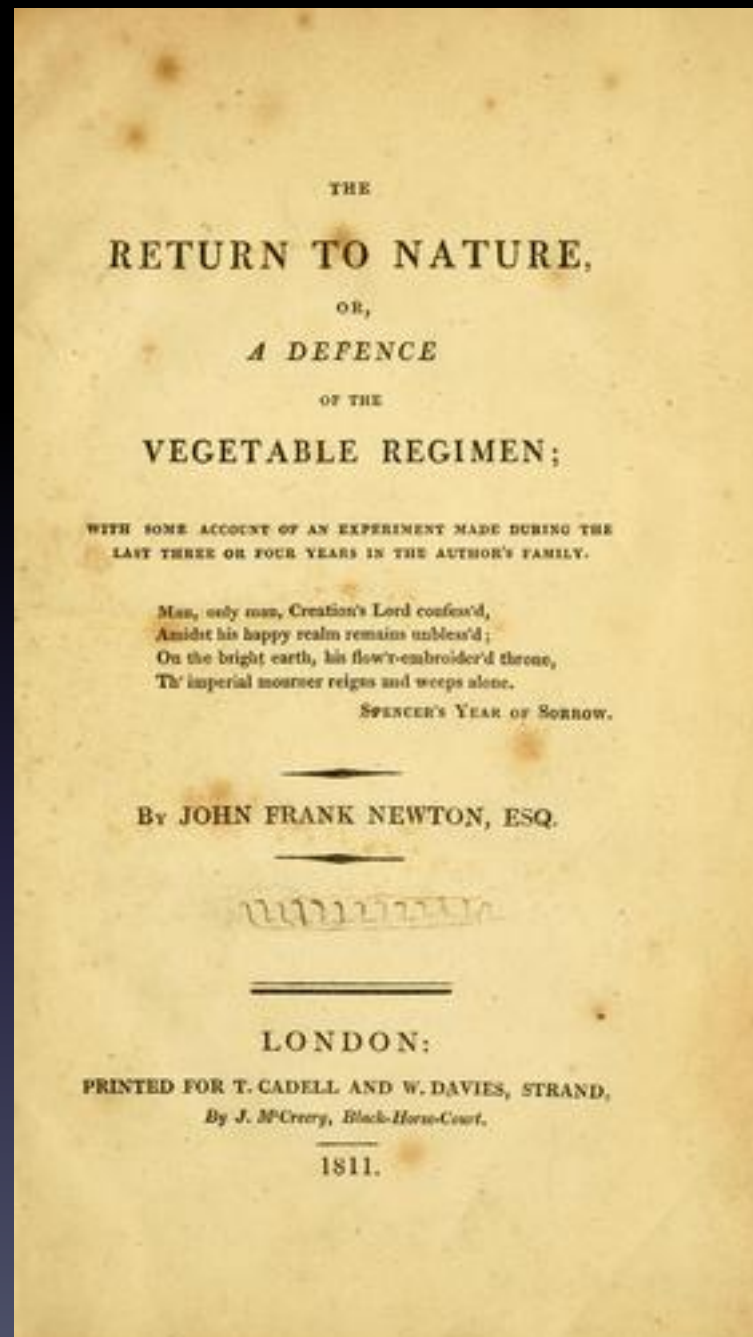 THE
RETURN TO NATURE,
OR,
A DEFENCE
OF THE
VEGETABLE REGIMEN;
WITH SOME ACCOUNT OF AN EXPERIMENT MADE DURING THE
LAST THREE OR FOUR YEARS IN THE AUTHOR'S FAMILY.
Man, only man, Creation's Lord confess'd,
Amidst his happy realm remains unbless'd;
On the bright earth, his flow'r-embroider'd throne,
Th' imperial mourner reigns and weeps alone.
SPENCER'S YEAR OF SORROW.
BY JOHN FRANK NEWTON, ESQ.
LONDON:
PRINTED FOR T. CADELL AND W. DAVIES, STRAND,
By J. McCreery, Black-Horse-Court.
1811.